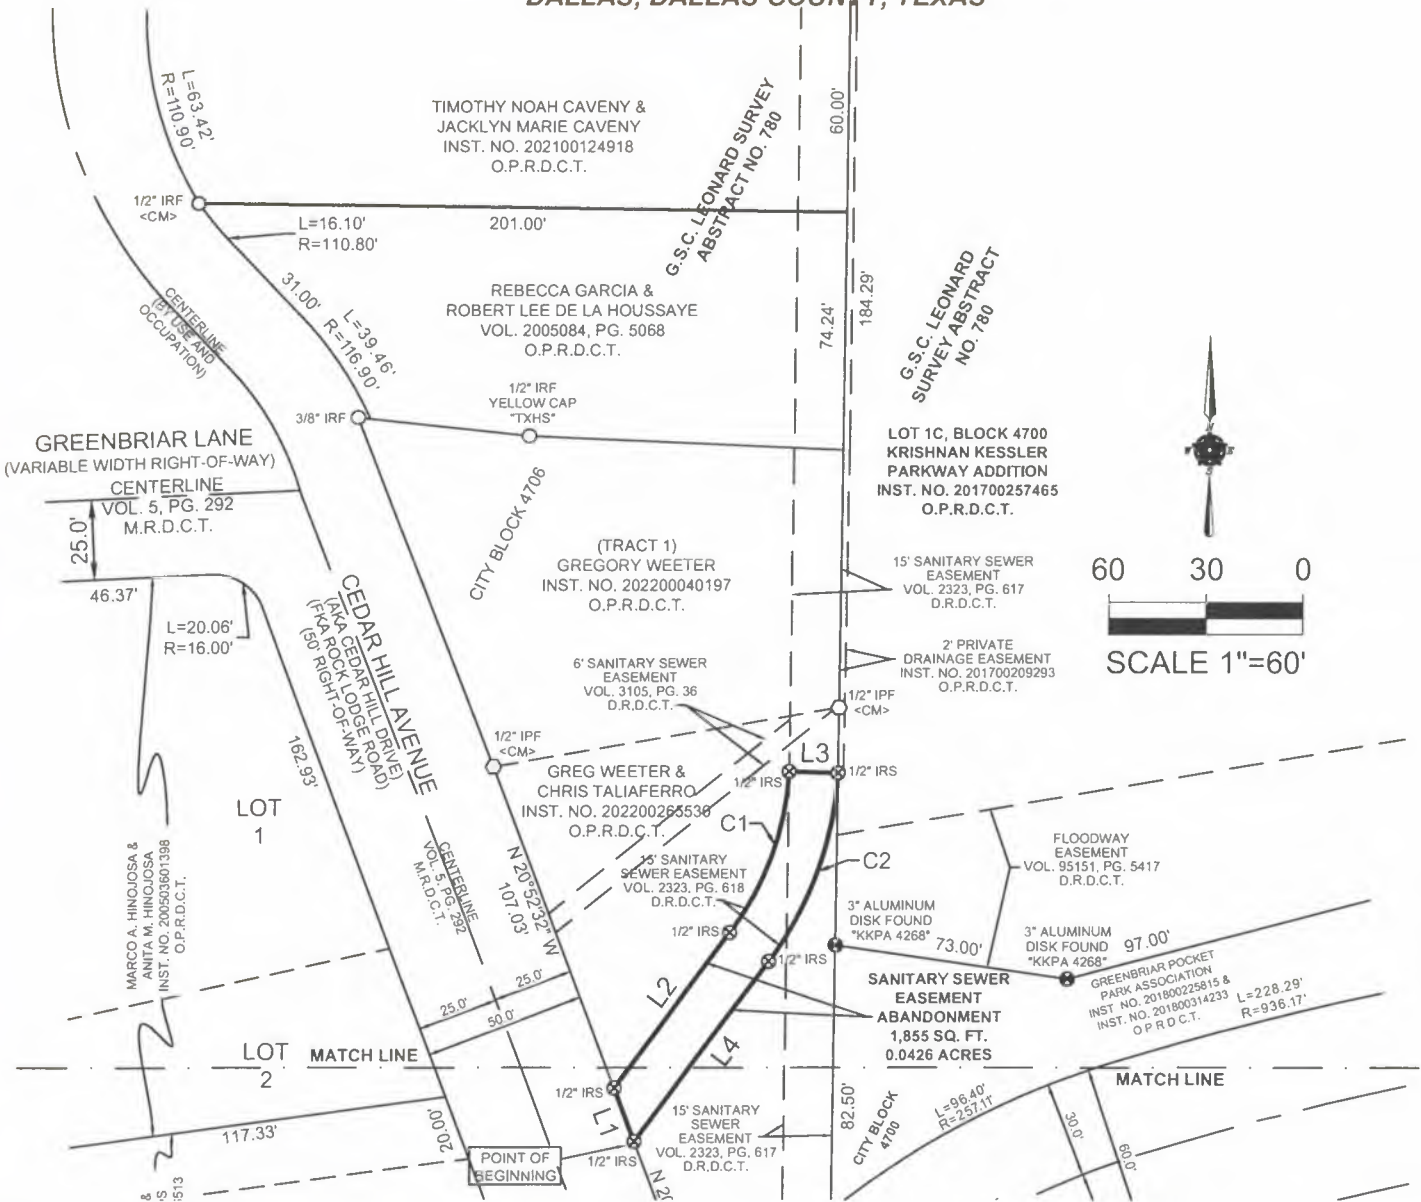 DALLAS, DALLAS COUNTY, TEXAS
L=63.42'
R=110.90'
TIMOTHY NOAH CAVENY &
JACKLYN MARIE CAVENY
INST. NO. 202100124918
O.P.R.D.C.T.
G.S.C. LEONARD SURVEY
ABSTRACT NO. 780
60.00'
1/2" IRF
<CM>
L=16.10'
R=110.80'
201.00'
31.00'
L=39.46'
R=116.90'
REBECCA GARCIA &
ROBERT LEE DE LA HOUSSAYE
VOL. 2005084, PG. 5068
O.P.R.D.C.T.
74.24'
184.29'
G.S.C. LEONARD
SURVEY ABSTRACT
NO. 780
CENTERLINE
(BY USE AND
OCCUPATION)
3/8" IRF
1/2" IRF
YELLOW CAP
"TXHS"
N
W
E
S
GREENBRIAR LANE
(VARIABLE WIDTH RIGHT-OF-WAY)
CENTERLINE
VOL. 5, PG. 292
M.R.D.C.T.
25.0'
46.37'
L=20.06'
R=16.00'
CITY BLOCK 4706
LOT 1C, BLOCK 4700
KRISHNAN KESSLER
PARKWAY ADDITION
INST. NO. 201700257465
O.P.R.D.C.T.
(TRACT 1)
GREGORY WEETER
INST. NO. 202200040197
O.P.R.D.C.T.
15' SANITARY SEWER
EASEMENT
VOL. 2323, PG. 617
D.R.D.C.T.
60 30 0
SCALE 1"=60'
CEDAR HILL AVENUE
(AKA CEDAR HILL DRIVE)
(FKA ROCK LODGE ROAD)
(50' RIGHT-OF-WAY)
6' SANITARY SEWER
EASEMENT
VOL. 3105, PG. 36
D.R.D.C.T.
2' PRIVATE
DRAINAGE EASEMENT
INST. NO. 201700209293
O.P.R.D.C.T.
1/2" IPF
<CM>
1/2" IPF
<CM>
162.93'
LOT
1
GREG WEETER &
CHRIS TALIAFERRO
INST. NO. 202200265536
O.P.R.D.C.T.
L3
1/2" IRS
1/2" IRS
C1
C2
MARCO A. HINOJOSA &
ANITA M. HINOJOSA
INST. NO. 200503601398
O.P.R.D.C.T.
CENTERLINE
VOL. 5, PG. 292
M.R.D.C.T.
N 20°52'32" W
107.03'
15' SANITARY
SEWER EASEMENT
VOL. 2323, PG. 618
D.R.D.C.T.
FLOODWAY
EASEMENT
VOL. 95151, PG. 5417
D.R.D.C.T.
1/2" IRS
1/2" IRS
3" ALUMINUM
DISK FOUND
"KKPA 4268"
73.00'
3" ALUMINUM
DISK FOUND
"KKPA 4268"
97.00'
25.0'
25.0'
50.0'
L2
L4
SANITARY SEWER
EASEMENT
ABANDONMENT
1,855 SQ. FT.
0.0426 ACRES
GREENBRIAR POCKET
PARK ASSOCIATION
INST. NO. 201800225815 &
INST. NO. 201800314233
O P R D C.T.
L=228.29'
R=936.17'
LOT
2
MATCH LINE
MATCH LINE
1/2" IRS
L1
117.33'
20.00'
POINT OF
BEGINNING
1/2" IRS
N 20
15' SANITARY
SEWER
EASEMENT
VOL. 2323, PG. 617
D.R.D.C.T.
82.50'
CITY BLOCK
4700
L=96.40'
R=257.11'
30.0'
60.0'
&
3513